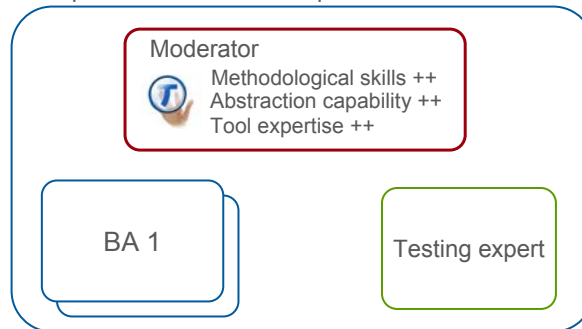 Moderator
Methodological skills ++
Abstraction capability ++
Tool expertise ++
T
BA 1
Testing expert